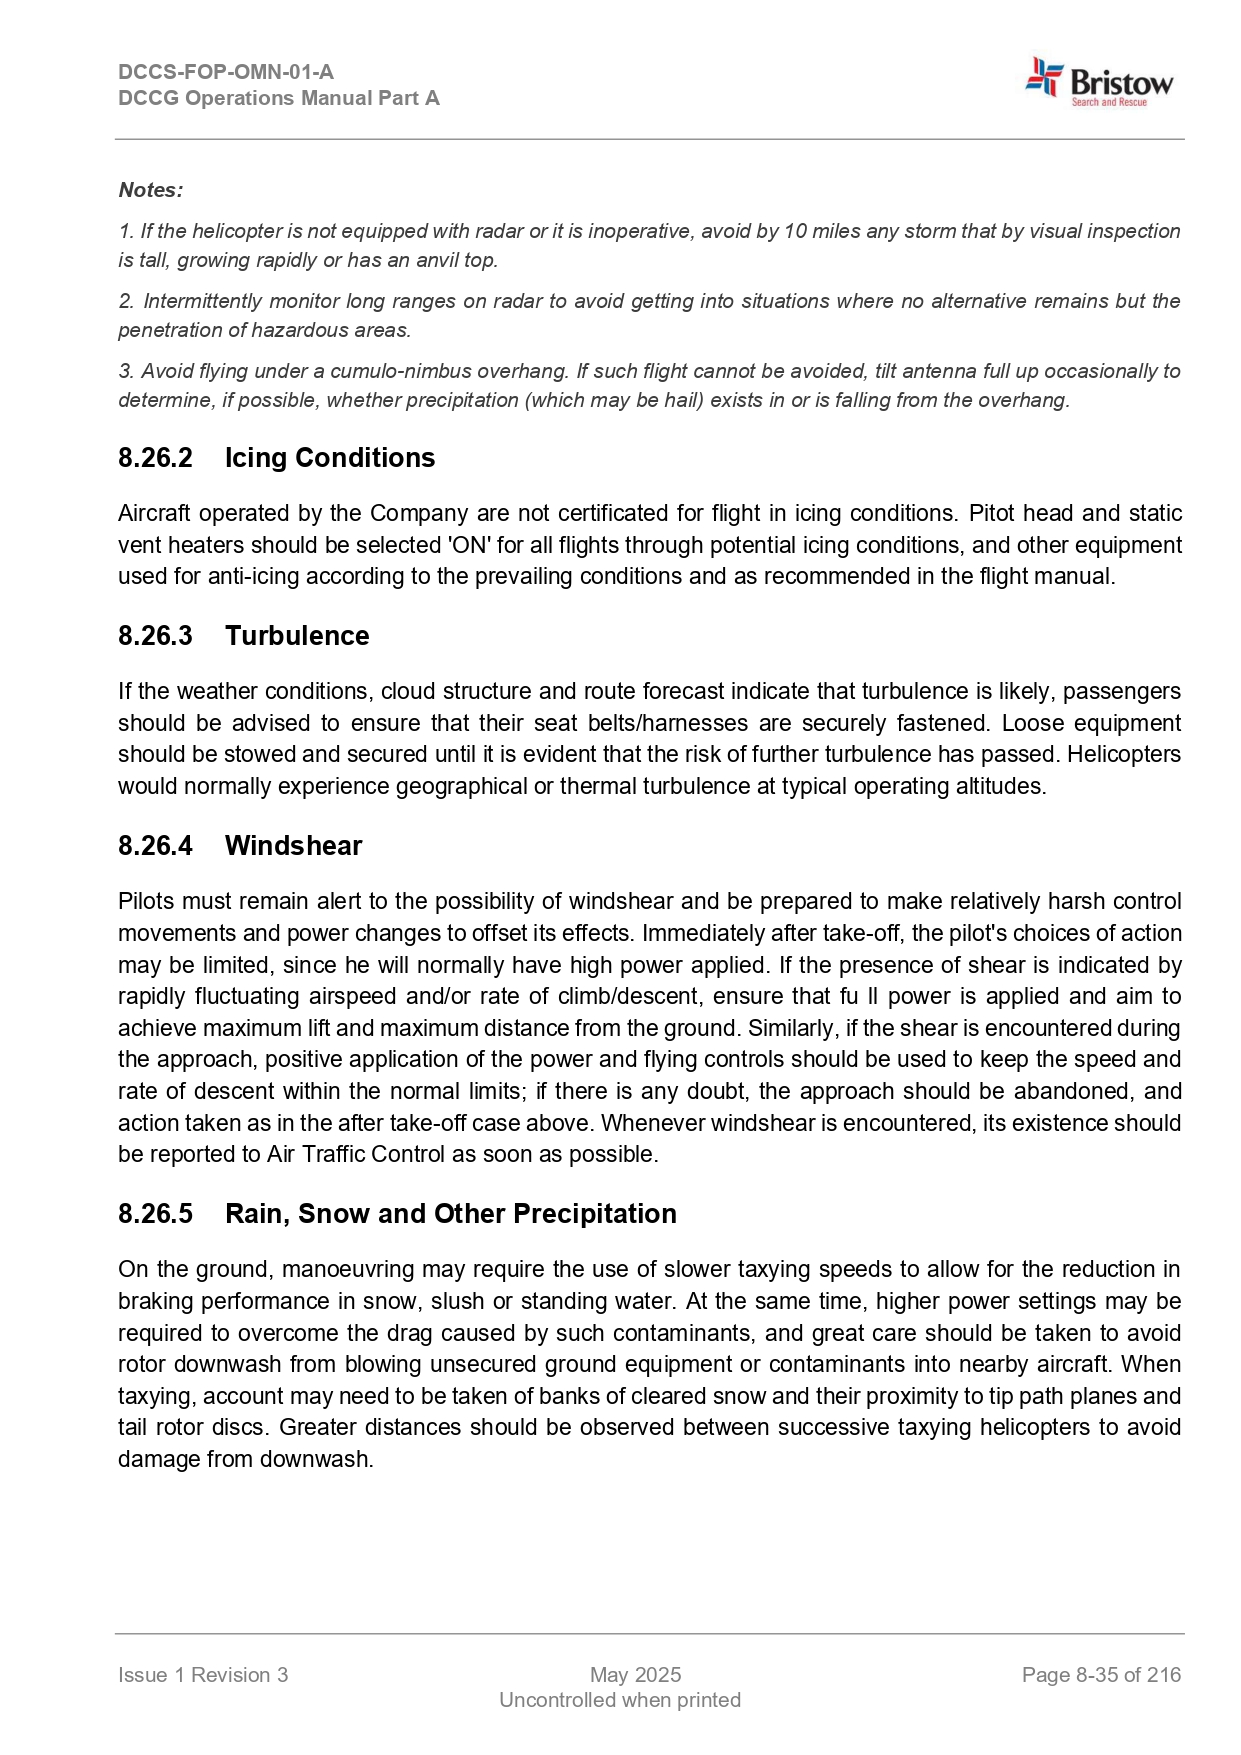 DCCS-FOP-OMN-01-A
DCCG Operations Manual Part A
Bristow
Search and Rescue
Notes:
1. If the helicopter is not equipped with radar or it is inoperative, avoid by 10 miles any storm that by visual inspection
is tall, growing rapidly or has an anvil top.
2. Intermittently monitor long ranges on radar to avoid getting into situations where no alternative remains but the
penetration of hazardous areas.
3. Avoid flying under a cumulo-nimbus overhang. If such flight cannot be avoided, tilt antenna full up occasionally to
determine, if possible, whether precipitation (which may be hail) exists in or is falling from the overhang.
8.26.2 Icing Conditions
Aircraft operated by the Company are not certificated for flight in icing conditions. Pitot head and static
vent heaters should be selected 'ON' for all flights through potential icing conditions, and other equipment
used for anti-icing according to the prevailing conditions and as recommended in the flight manual.
8.26.3 Turbulence
If the weather conditions, cloud structure and route forecast indicate that turbulence is likely, passengers
should be advised to ensure that their seat belts/harnesses are securely fastened. Loose equipment
should be stowed and secured until it is evident that the risk of further turbulence has passed. Helicopters
would normally experience geographical or thermal turbulence at typical operating altitudes.
8.26.4 Windshear
Pilots must remain alert to the possibility of windshear and be prepared to make relatively harsh control
movements and power changes to offset its effects. Immediately after take-off, the pilot's choices of action
may be limited, since he will normally have high power applied. If the presence of shear is indicated by
rapidly fluctuating airspeed and/or rate of climb/descent, ensure that fu ll power is applied and aim to
achieve maximum lift and maximum distance from the ground. Similarly, if the shear is encountered during
the approach, positive application of the power and flying controls should be used to keep the speed and
rate of descent within the normal limits; if there is any doubt, the approach should be abandoned, and
action taken as in the after take-off case above. Whenever windshear is encountered, its existence should
be reported to Air Traffic Control as soon as possible.
8.26.5 Rain, Snow and Other Precipitation
On the ground, manoeuvring may require the use of slower taxying speeds to allow for the reduction in
braking performance in snow, slush or standing water. At the same time, higher power settings may be
required to overcome the drag caused by such contaminants, and great care should be taken to avoid
rotor downwash from blowing unsecured ground equipment or contaminants into nearby aircraft. When
taxying, account may need to be taken of banks of cleared snow and their proximity to tip path planes and
tail rotor discs. Greater distances should be observed between successive taxying helicopters to avoid
damage from downwash.
Issue 1 Revision 3 May 2025 Page 8-35 of 216
Uncontrolled when printed